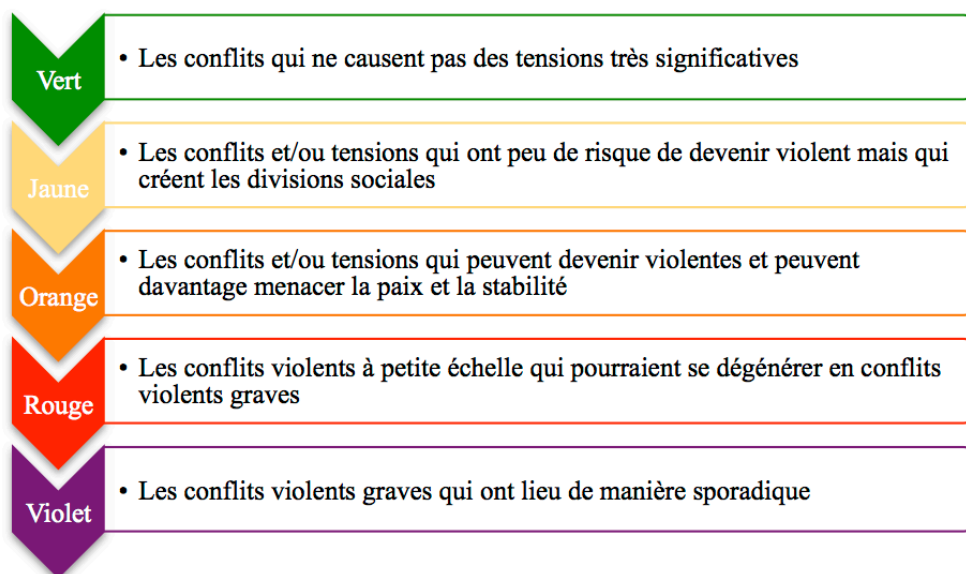 Vert
• Les conflits qui ne causent pas des tensions très significatives
Jaune
• Les conflits et/ou tensions qui ont peu de risque de devenir violent mais qui
créent les divisions sociales
Orange
• Les conflits et/ou tensions qui peuvent devenir violentes et peuvent
davantage menacer la paix et la stabilité
Rouge
• Les conflits violents à petite échelle qui pourraient se dégénérer en conflits
violents graves
Violet
• Les conflits violents graves qui ont lieu de manière sporadique